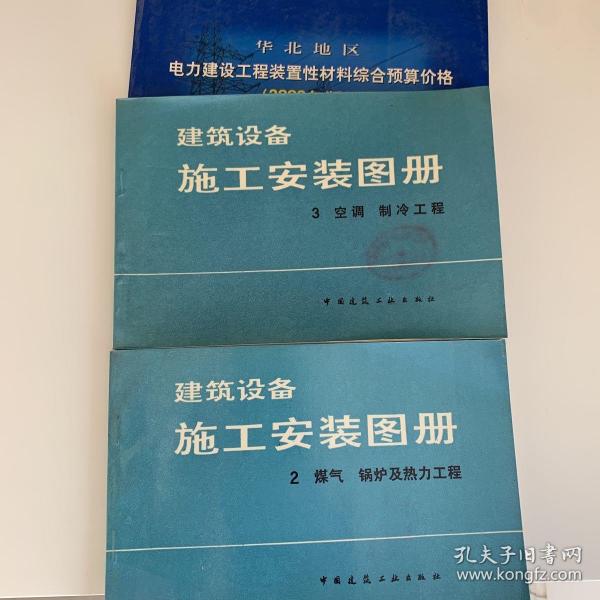 华北地区
电力建设工程装置性材料综合预算价格
建筑设备
施工安装图册
3 空调 制冷工程
中国建筑工业出版社
建筑设备
施工安装图册
2 煤气 锅炉及热力工程
中国建筑工业出版社
孔夫子旧书网
www.kongfz.com